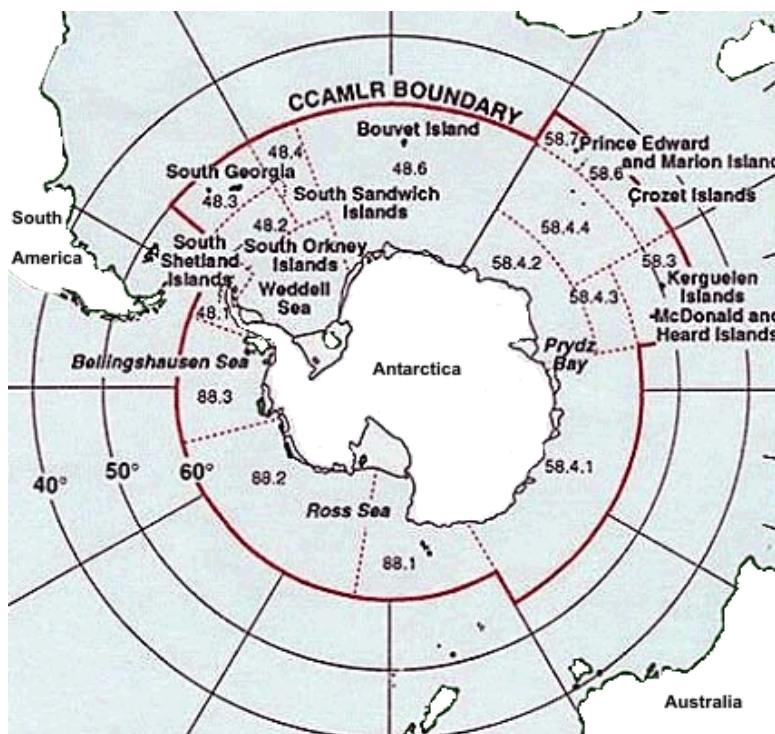 CCAMLR BOUNDARY
Bouvet Island
58.7
Prince Edward
and Marion Island
48.4
48.6
58.6
South Georgia
48.3
South Sandwich
Islands
Crozet Islands
48.2
58.4.4
South
America
South
Shetland
Islands
South Orkney
Islands
58.4.2
58.3
Weddell
Sea
58.4.3
Kerguelen
Islands
48.1
McDonald and
Heard Islands
Bellingshausen Sea
Prydz
Bay
Antarctica
88.3
40°
50°
60°
88.2
58.4.1
Ross Sea
88.1
Australia